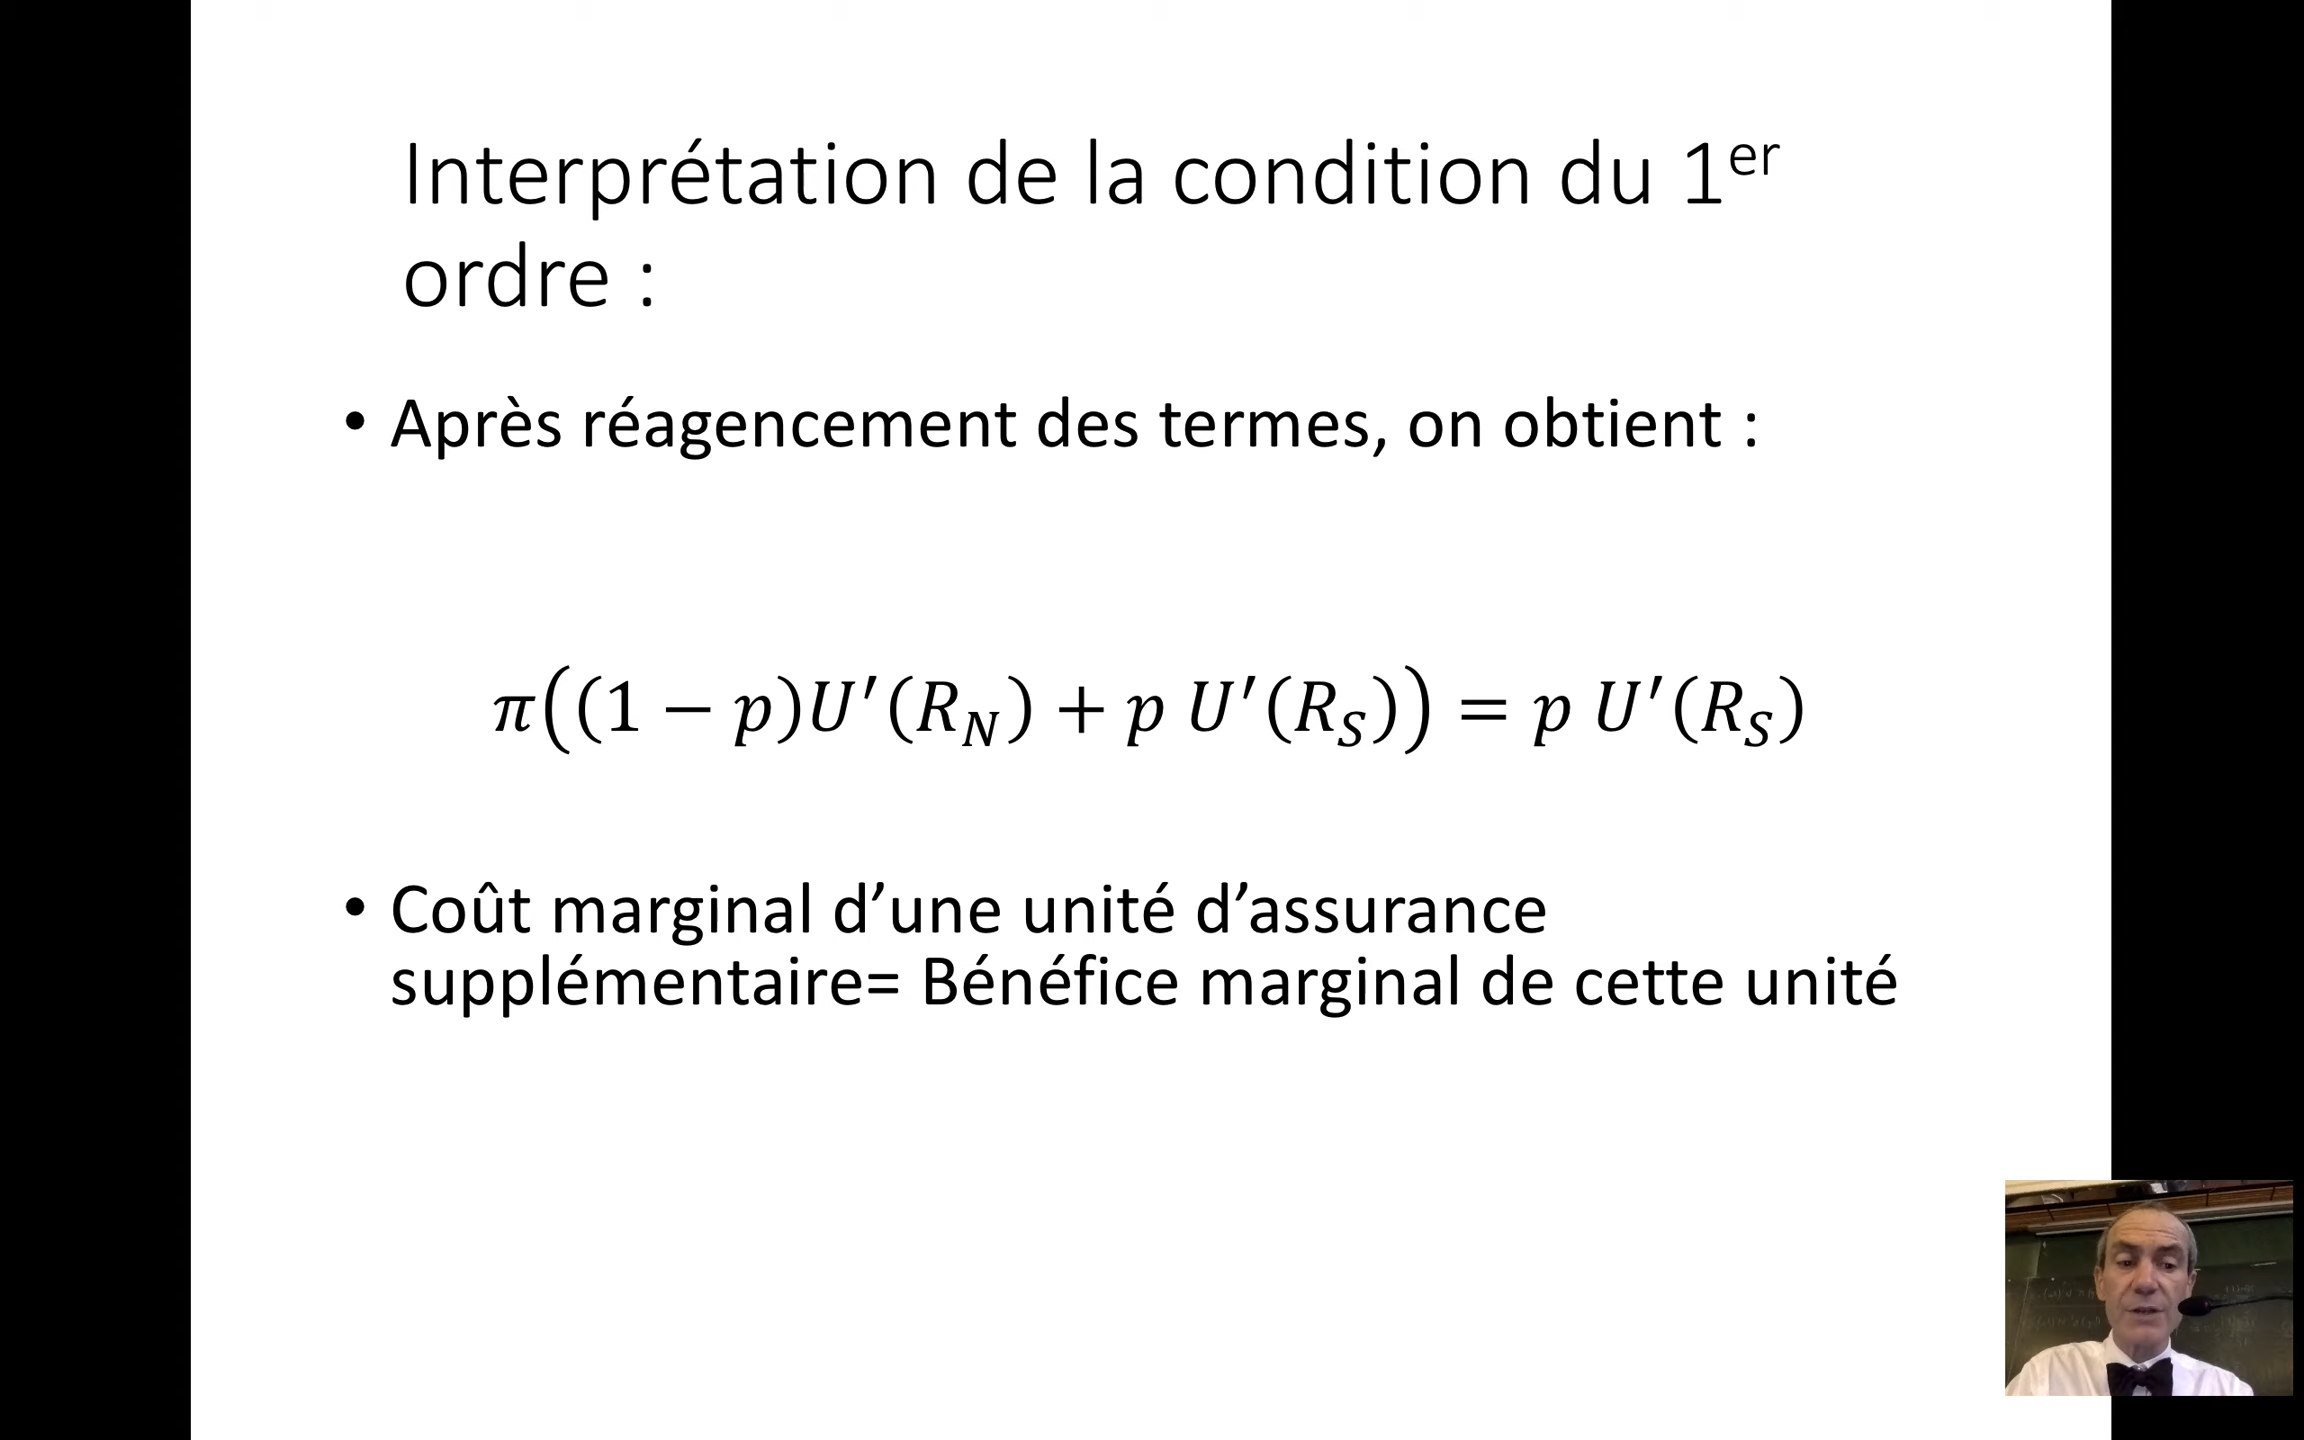 Interprétation de la condition du 1er
ordre :
• Après réagencement des termes, on obtient :
π((1 − p)U′(R_N) + p U′(R_S)) = p U′(R_S)
• Coût marginal d’une unité d’assurance
supplémentaire= Bénéfice marginal de cette unité